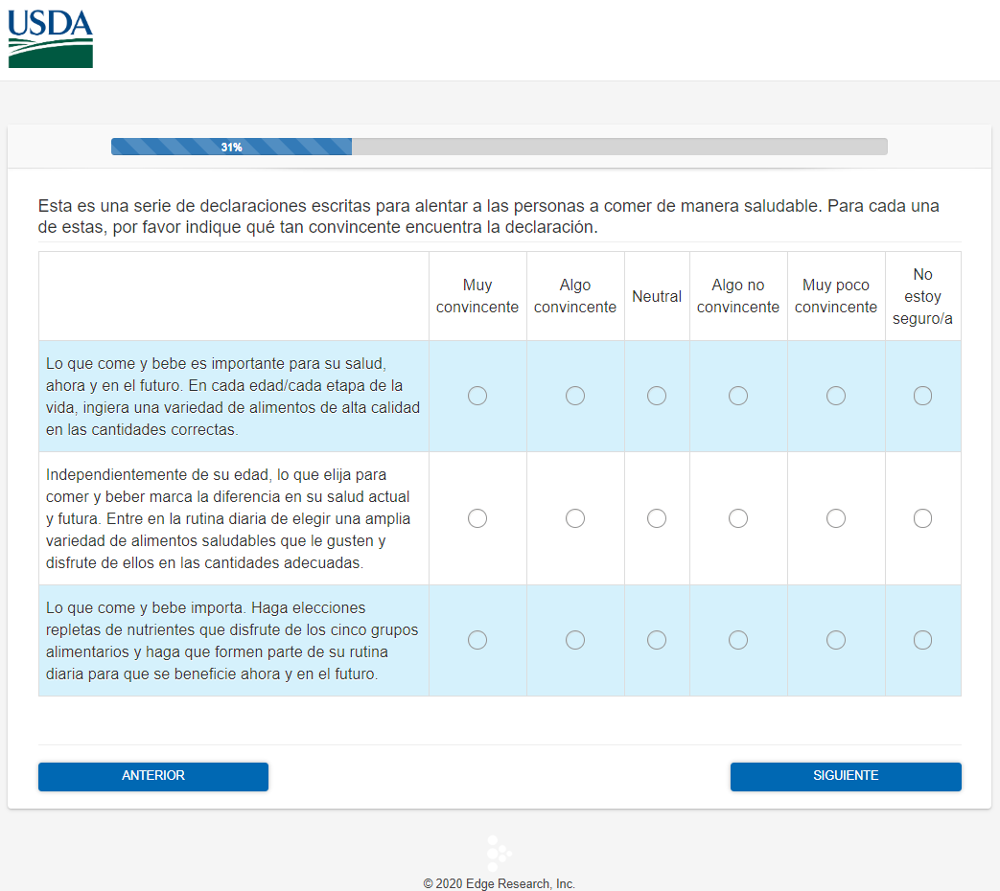 USDA
31%
Esta es una serie de declaraciones escritas para alentar a las personas a comer de manera saludable. Para cada una
de estas, por favor indique qué tan convincente encuentra la declaración.
Muy
convincente
Algo
convincente
Neutral
Algo no
convincente
Muy poco
convincente
No
estoy
seguro/a
Lo que come y bebe es importante para su salud,
ahora y en el futuro. En cada edad/cada etapa de la
vida, ingiera una variedad de alimentos de alta calidad
en las cantidades correctas.
Independientemente de su edad, lo que elija para
comer y beber marca la diferencia en su salud actual
y futura. Entre en la rutina diaria de elegir una amplia
variedad de alimentos saludables que le gusten y
disfrute de ellos en las cantidades adecuadas.
Lo que come y bebe importa. Haga elecciones
repletas de nutrientes que disfrute de los cinco grupos
alimentarios y haga que formen parte de su rutina
diaria para que se beneficie ahora y en el futuro.
ANTERIOR
SIGUIENTE
© 2020 Edge Research, Inc.